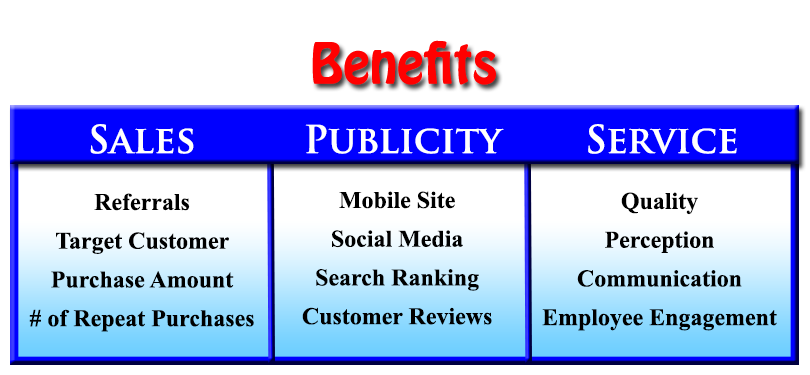 Benefits
SALES PUBLICITY SERVICE
Referrals Mobile Site Quality
Target Customer Social Media Perception
Purchase Amount Search Ranking Communication
# of Repeat Purchases Customer Reviews Employee Engagement